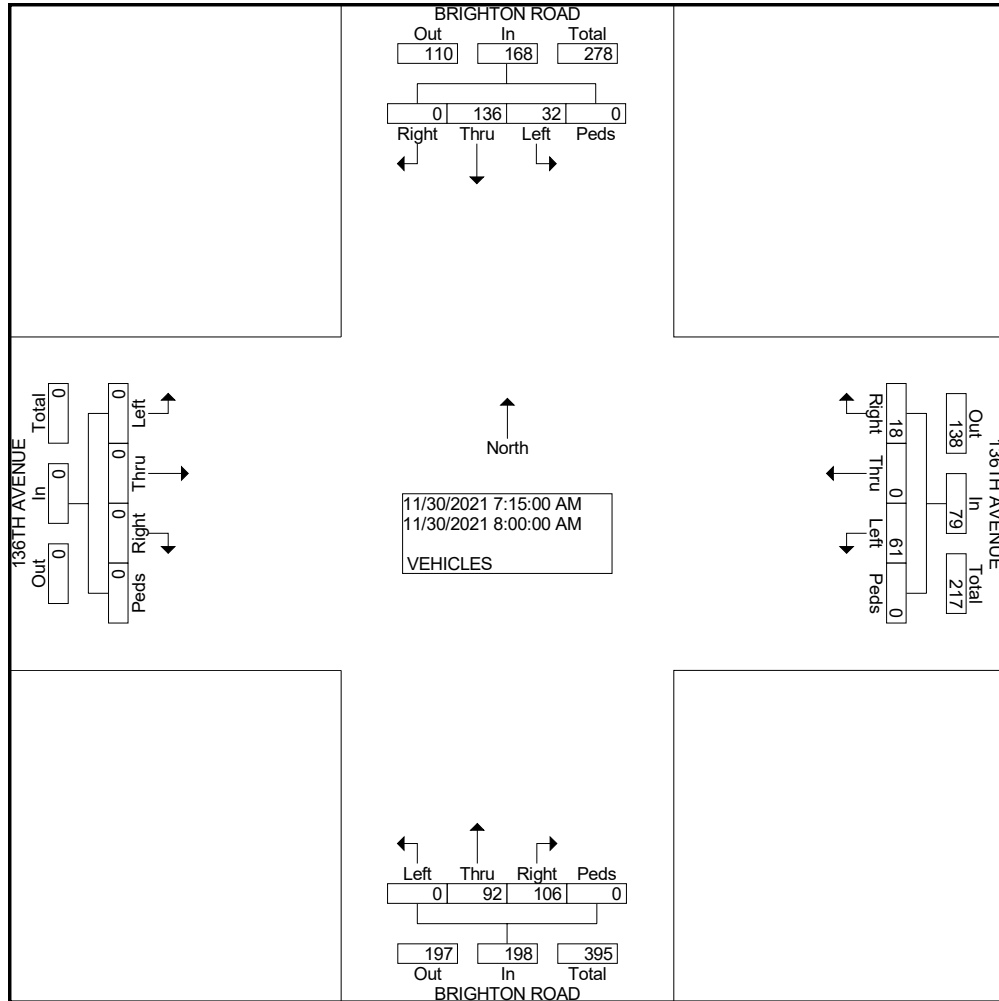 BRIGHTON ROAD
Out In Total
110 168 278
0 136 32 0
Right Thru Left Peds
136TH AVENUE
Total In Out
0 0 0
0 0 0 0
Left Thru Right Peds
North
11/30/2021 7:15:00 AM
11/30/2021 8:00:00 AM
VEHICLES
Right Thru Left Peds
18 0 61 0
Out In Total
138 79 217
136TH AVENUE
Left Thru Right Peds
0 92 106 0
197 198 395
Out In Total
BRIGHTON ROAD